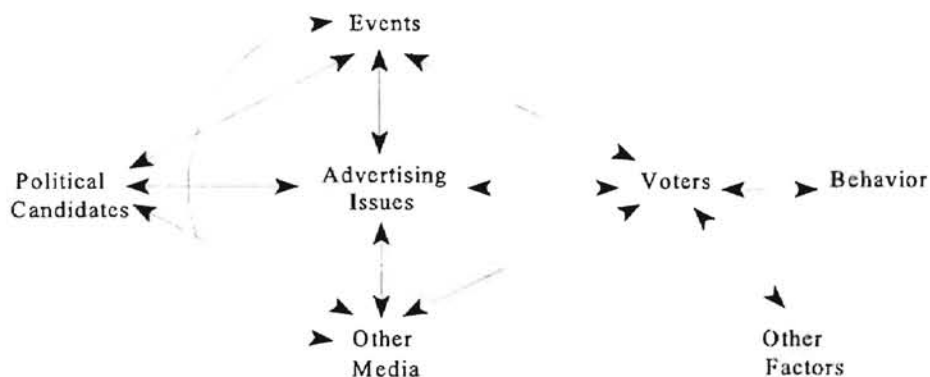 Events
Political
Candidates
Advertising
Issues
Voters
Behavior
Other
Media
Other
Factors